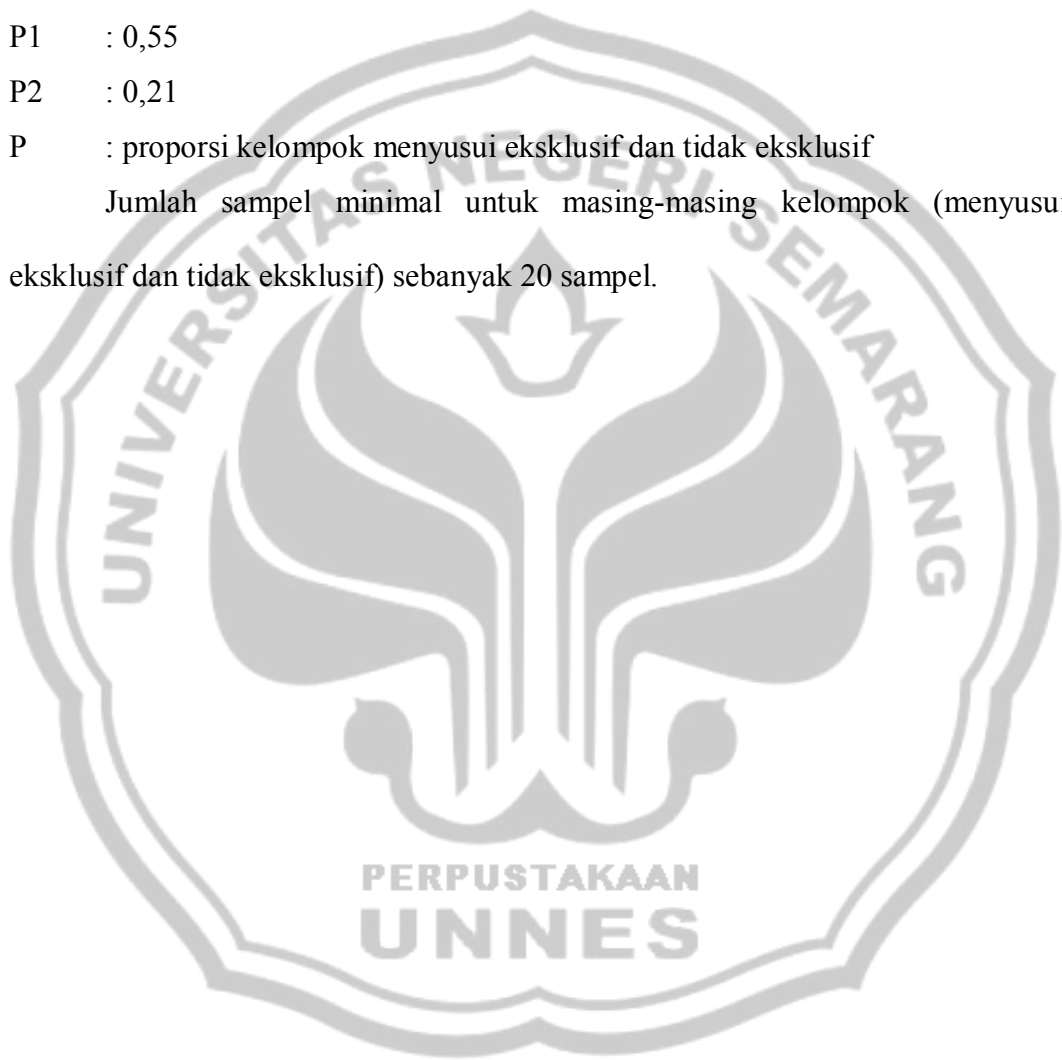 P1 : 0,55
P2 : 0,21
P : proporsi kelompok menyusui eksklusif dan tidak eksklusif
Jumlah sampel minimal untuk masing-masing kelompok (menyusui
eksklusif dan tidak eksklusif) sebanyak 20 sampel.
UNIVERSITAS NEGERI SEMARANG
PERPUSTAKAAN
UNNES